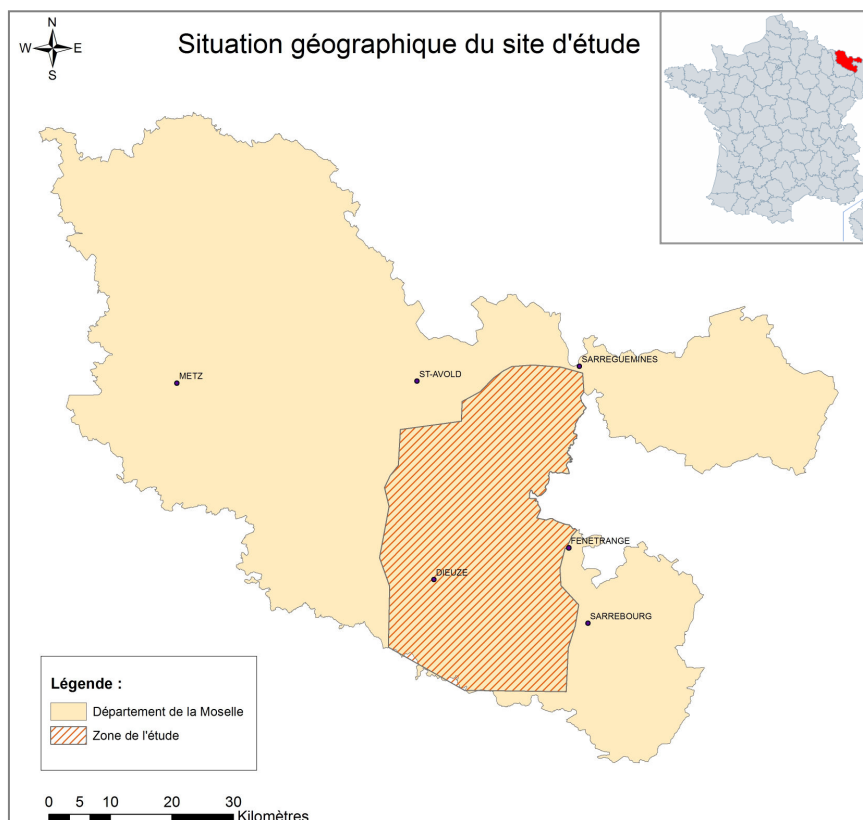 N
W E
S
Situation géographique du site d'étude
SARREGUEMINES
ST-AVOLD
METZ
FENETRANGE
DIEUZE
SARREBOURG
Légende :
Département de la Moselle
Zone de l'étude
0 5 10 20 30
Kilomètres